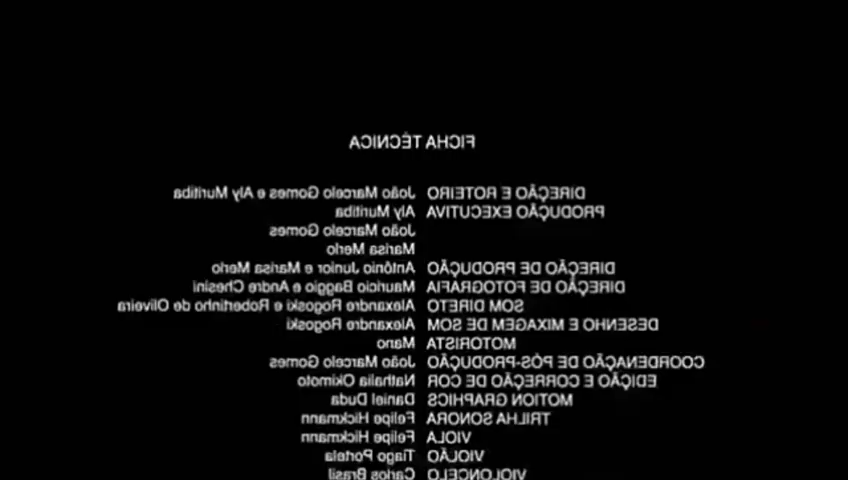 FICHA TÉCNICA
DIREÇÃO E ROTEIRO João Marcelo Gomes e Aly Muritiba
PRODUÇÃO EXECUTIVA Aly Muritiba
João Marcelo Gomes
Marisa Merlo
DIREÇÃO DE PRODUÇÃO Antônio Junior e Marisa Merlo
DIREÇÃO DE FOTOGRAFIA Maurício Baggio e Andre Chesini
SOM DIRETO Alexandre Rogoski e Robertinho de Oliveira
DESENHO E MIXAGEM DE SOM Alexandre Rogoski
MOTORISTA Mano
COORDENAÇÃO DE PÓS-PRODUÇÃO João Marcelo Gomes
EDIÇÃO E CORREÇÃO DE COR Nathalia Okimoto
MOTION GRAPHICS Daniel Duda
TRILHA SONORA Felipe Hickmann
VIOLA Felipe Hickmann
VIOLÃO Tiago Portela
VIOLONCELO Carlos Brasil